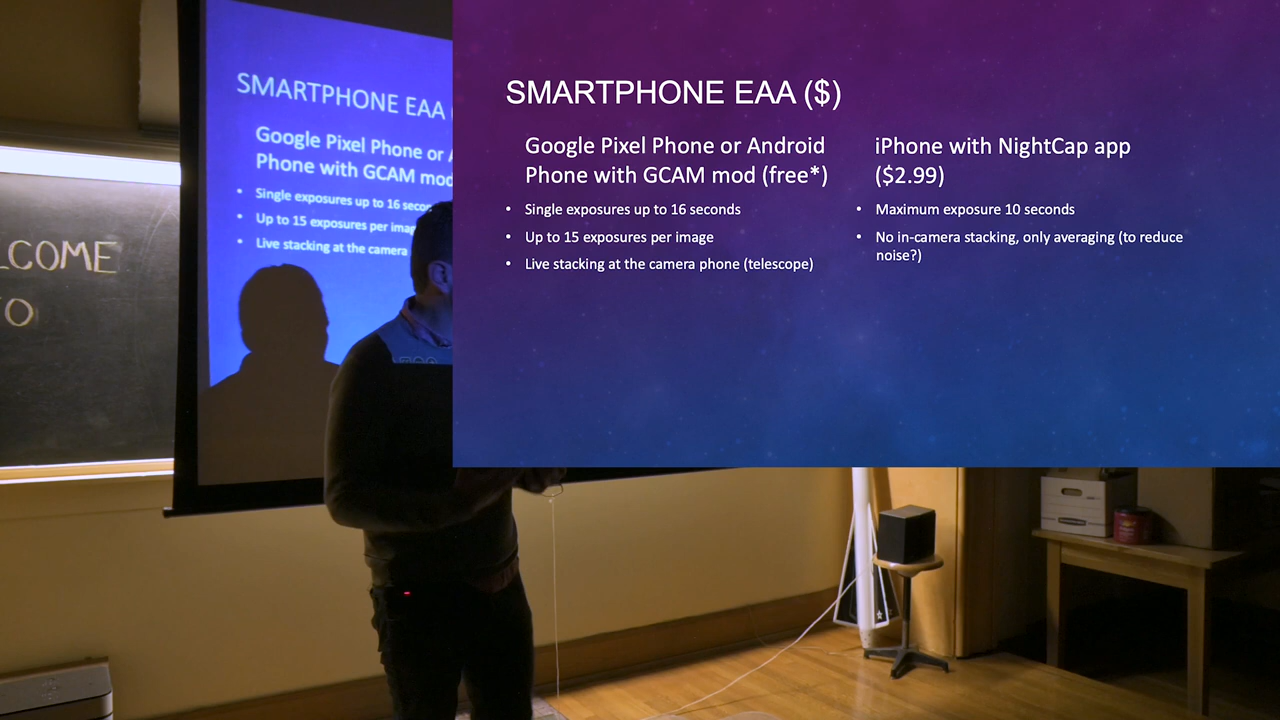 SMARTPHONE EAA
Google Pixel Phone or
Phone with GCAM mod
Single exposures up to 16
Up to 15 exposures per
Live stacking at the camera
COME
O
SMARTPHONE EAA ($)
Google Pixel Phone or Android
Phone with GCAM mod (free*)
• Single exposures up to 16 seconds
• Up to 15 exposures per image
• Live stacking at the camera phone (telescope)
iPhone with NightCap app
($2.99)
• Maximum exposure 10 seconds
• No in-camera stacking, only averaging (to reduce
noise?)